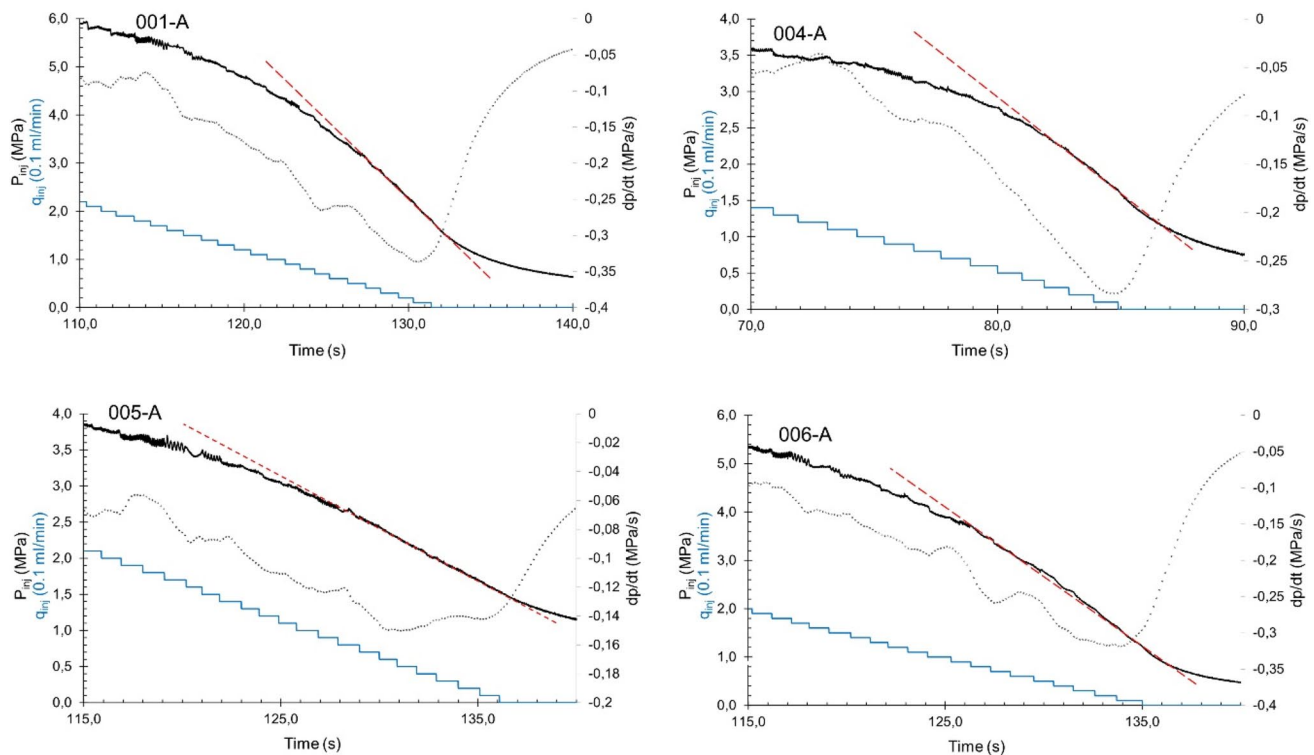 001-A
6,0
5,0
4,0
3,0
2,0
1,0
0,0
P_inj (MPa)
q_inj (0.1 ml/min)
0
-0,05
-0,1
-0,15
-0,2
-0,25
-0,3
-0,35
-0,4
dp/dt (MPa/s)
110,0 120,0 130,0 140,0
Time (s)
004-A
4,0
3,5
3,0
2,5
2,0
1,5
1,0
0,5
0,0
P_inj (MPa)
q_inj (0.1 ml/min)
0
-0,05
-0,1
-0,15
-0,2
-0,25
-0,3
dp/dt (MPa/s)
70,0 80,0 90,0
Time (s)
005-A
4,0
3,5
3,0
2,5
2,0
1,5
1,0
0,5
0,0
P_inj (MPa)
q_inj (0.1 ml/min)
0
-0,02
-0,04
-0,06
-0,08
-0,1
-0,12
-0,14
-0,16
-0,18
-0,2
dp/dt (MPa/s)
115,0 125,0 135,0
Time (s)
006-A
6,0
5,0
4,0
3,0
2,0
1,0
0,0
P_inj (MPa)
q_inj (0.1 ml/min)
0
-0,05
-0,1
-0,15
-0,2
-0,25
-0,3
-0,35
-0,4
dp/dt (MPa/s)
115,0 125,0 135,0
Time (s)